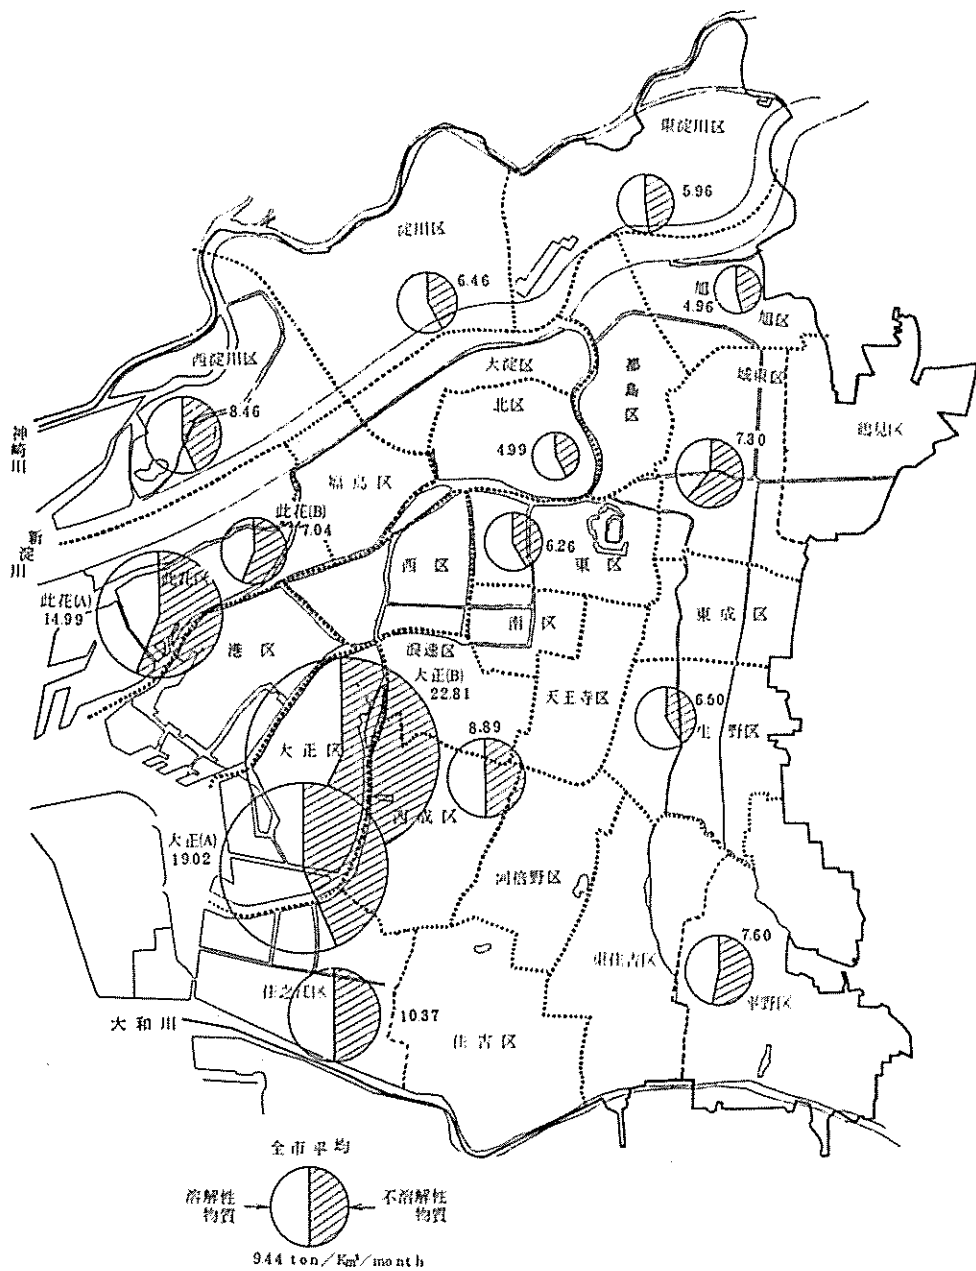 東淀川区
5.96
淀川区
6.46
旭
4.96
旭区
西淀川区
8.46
大淀区
北区
4.99
都島区
城東区
7.30
鶴見区
神崎川
新淀川
福島区
此花(B)
7.04
西区
6.26
東区
此花区
此花(A)
14.99
港区
南区
浪速区
東成区
大正(B)
22.81
天王寺区
6.50
生野区
大正区
8.89
西成区
大正(A)
19.02
阿倍野区
東住吉区
7.60
平野区
住之江区
10.37
住吉区
大和川
全市平均
溶解性
物質
不溶解性
物質
9.44 ton/Km²/month